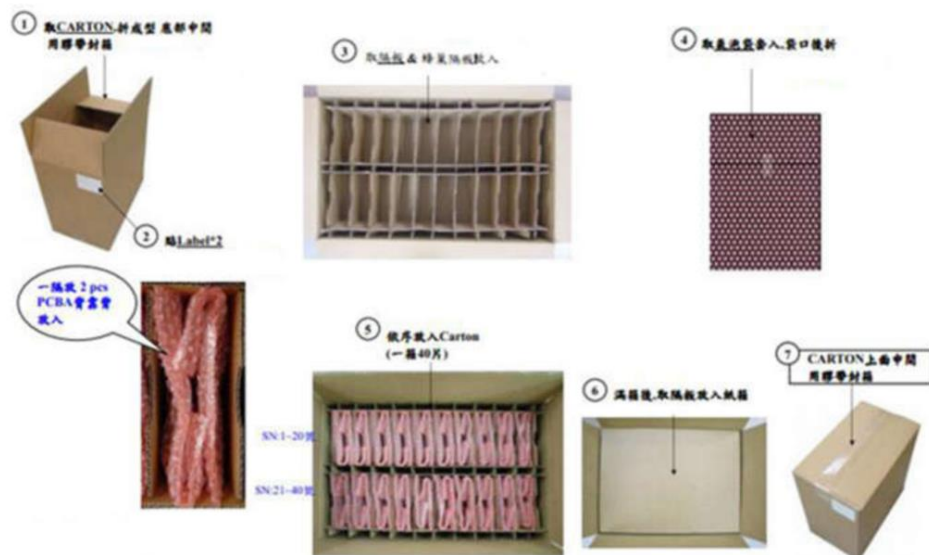 ① 取CARTON.拼成型 底部中間
用膠帶封箱
② 貼Label*2
③ 取隔板&蜂巢隔板放入
④ 取氣泡袋套入.袋口後折
一隔放 2 pcs
PCBA背靠背
放入
⑤ 依序放入Carton
(一箱40片)
SN:1~20號
SN:21~40號
⑥ 滿箱後.取隔板放入紙箱
⑦ CARTON上面中間
用膠帶封箱